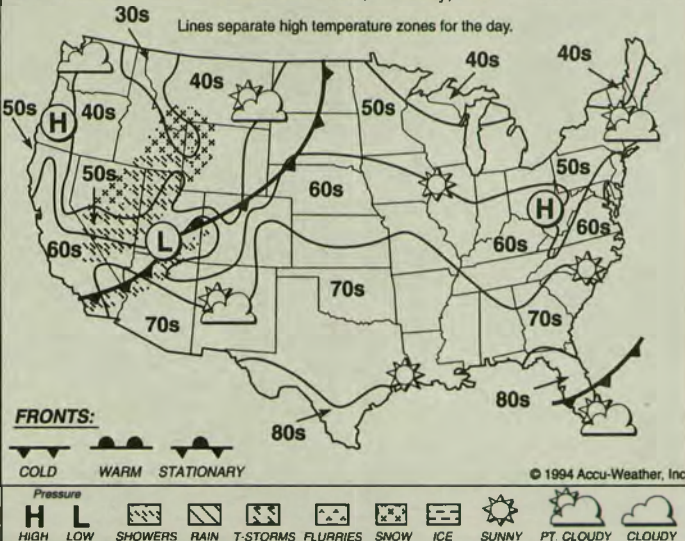 Lines separate high temperature zones for the day.
30s
40s
40s
40s
50s
H
40s
50s
50s
50s
60s
H
60s
60s
60s
L
70s
70s
70s
80s
80s
FRONTS:
COLD WARM STATIONARY
© 1994 Accu-Weather, Inc
Pressure
H L
HIGH LOW SHOWERS RAIN T-STORMS FLURRIES SNOW ICE SUNNY PT. CLOUDY CLOUDY